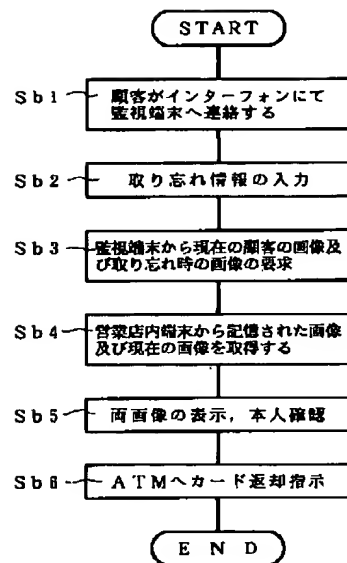 START
Sb1
顧客がインターフォンにて
監視端末へ連絡する
Sb2
取り忘れ情報の入力
Sb3
監視端末から現在の顧客の画像及
び取り忘れ時の画像の要求
Sb4
営業店内端末から記憶された画像
及び現在の画像を取得する
Sb5
両画像の表示,本人確認
Sb6
ATMへカード返却指示
END